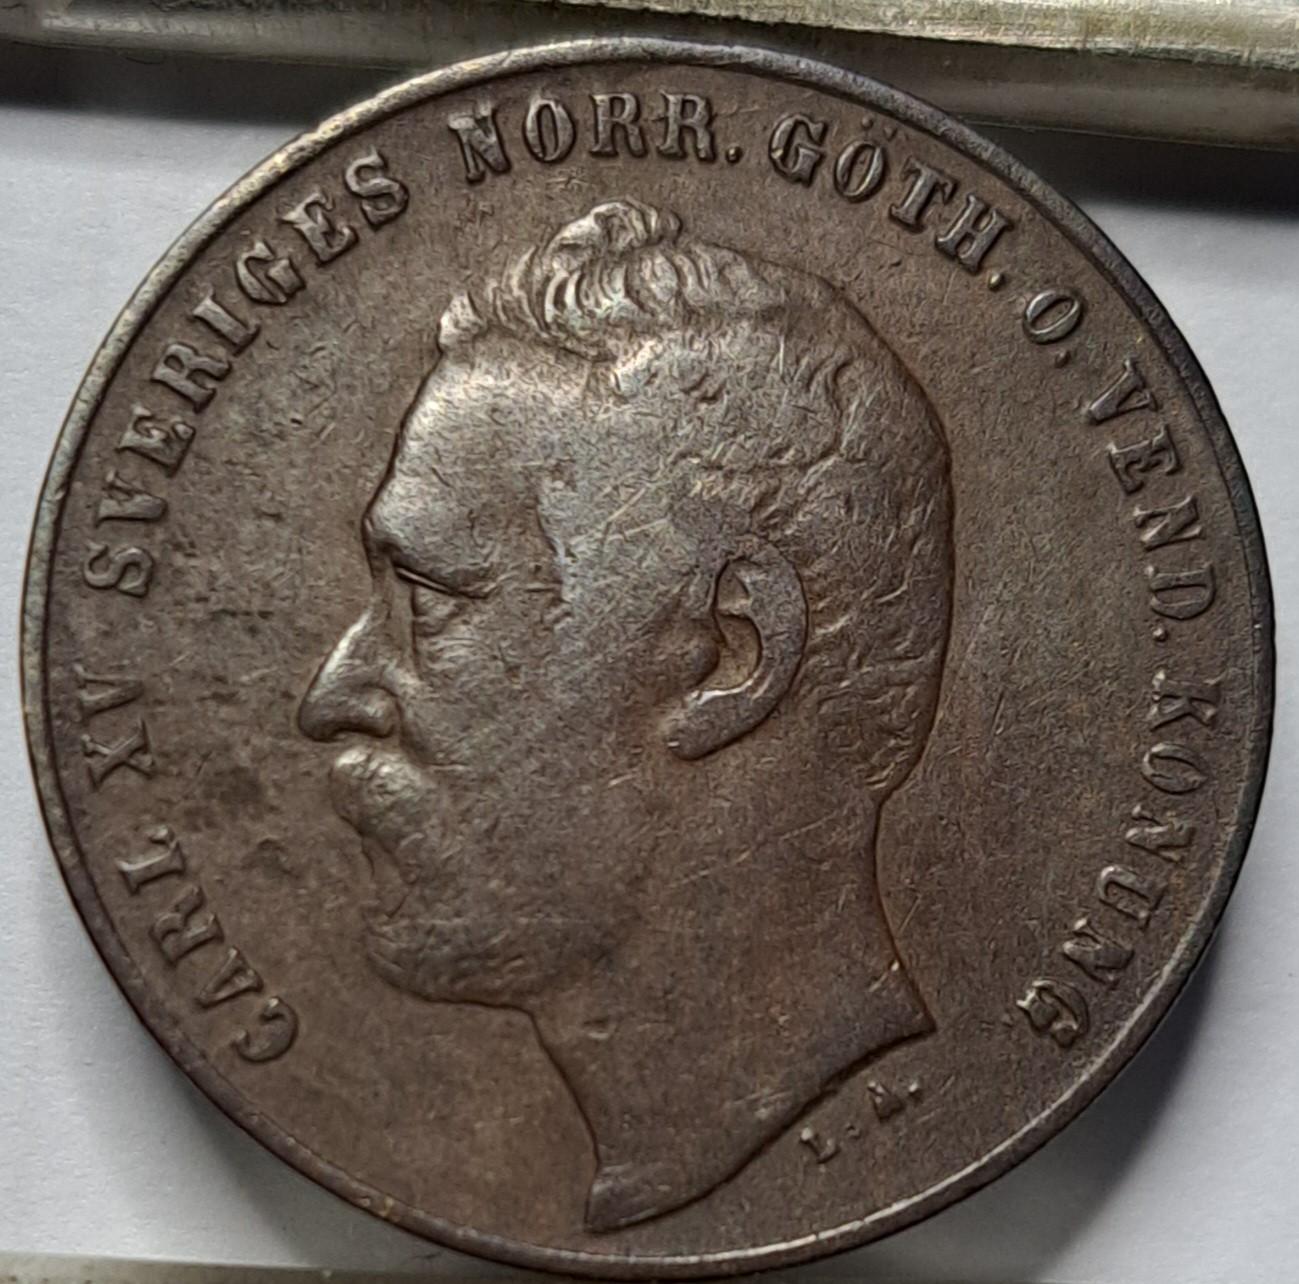 CARL XV SVERIGES NORR. GÖTH. O. VEND. KONUNG
L. A.